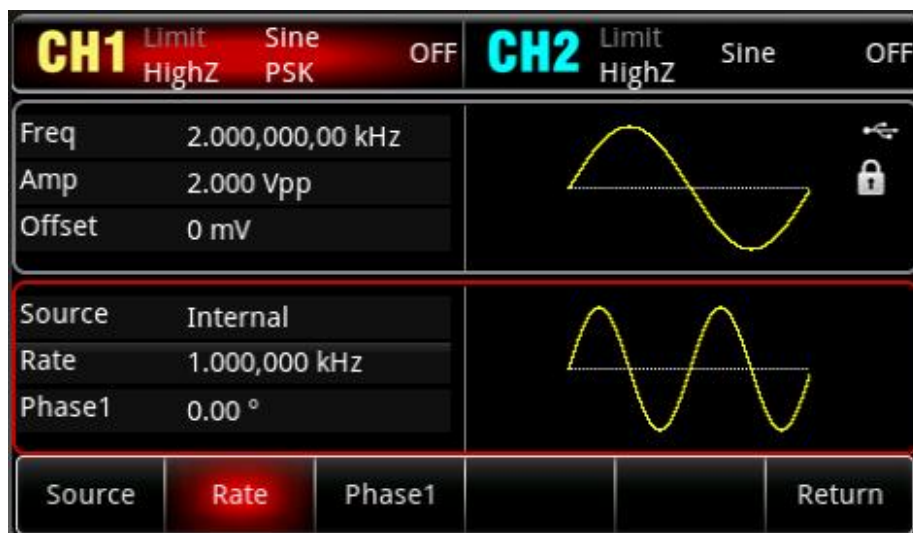 CH1 Limit Sine OFF
HighZ PSK
CH2 Limit Sine OFF
HighZ
Freq 2.000,000,00 kHz
Amp 2.000 Vpp
Offset 0 mV
Source Internal
Rate 1.000,000 kHz
Phase1 0.00 °
Source Rate Phase1 Return